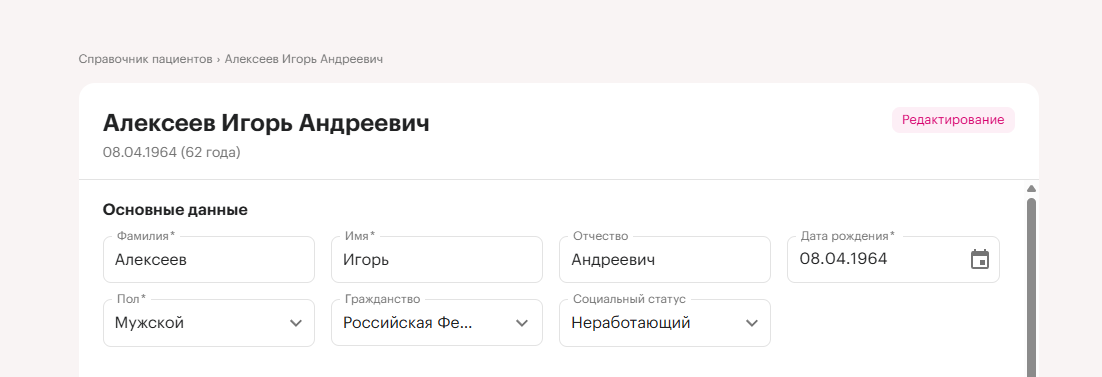 Справочник пациентов › Алексеев Игорь Андреевич
Алексеев Игорь Андреевич
Редактирование
08.04.1964 (62 года)
Основные данные
Фамилия* Имя* Отчество Дата рождения*
Алексеев Игорь Андреевич 08.04.1964
Пол* Гражданство Социальный статус
Мужской Российская Фе... Неработающий